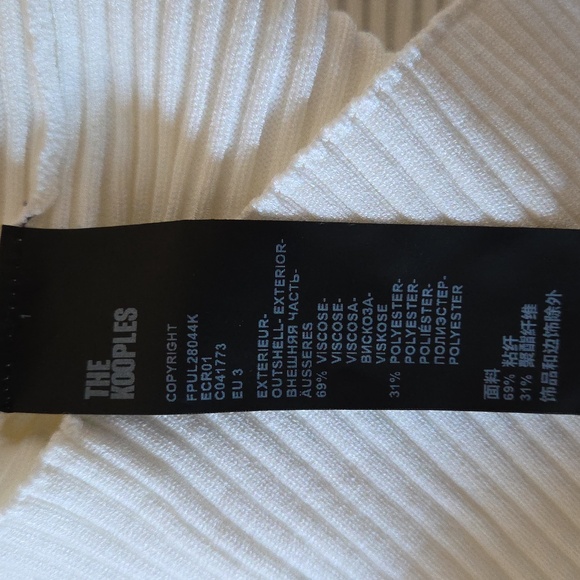 THE
KOOPLES
COPYRIGHT
FPUL28044K
ECR01
C041773
EU 3
EXTERIEUR-
OUTSHELL- EXTERIOR-
ВНЕШНЯЯ ЧАСТЬ-
ÄUSSERES
69% VISCOSE-
VISCOSE-
VISCOSA-
ВИСКОЗА-
VISKOSE
31% POLYESTER-
POLYESTER-
POLIÉSTER-
ПОЛИЭСТЕР-
POLYESTER
面料
69% 粘纤
31% 聚酯纤维
饰品和边饰除外